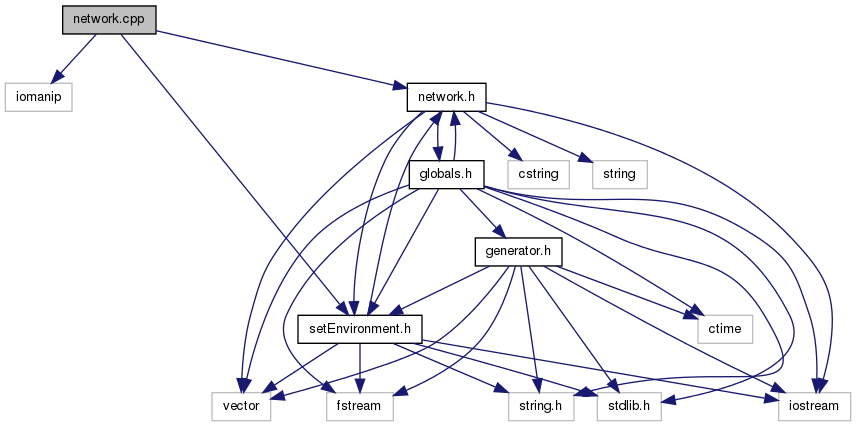 network.cpp
iomanip
network.h
globals.h
cstring
string
generator.h
setEnvironment.h
ctime
vector
fstream
string.h
stdlib.h
iostream